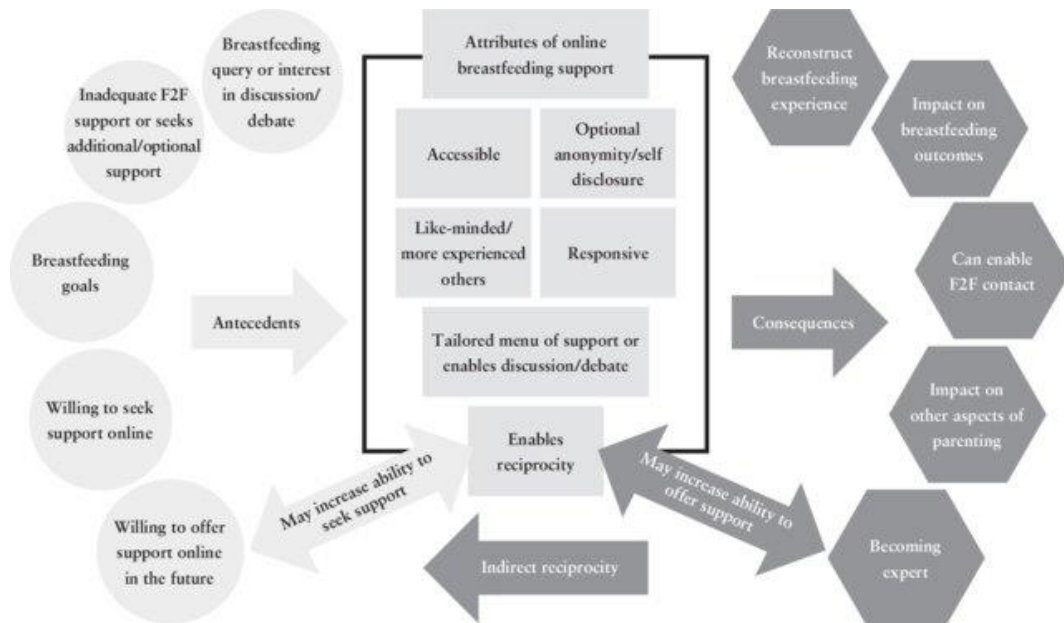 Breastfeeding
query or interest
in discussion/
debate
Inadequate F2F
support or seeks
additional/optional
support
Breastfeeding
goals
Willing to seek
support online
Willing to offer
support online
in the future
Antecedents
May increase ability to
seek support
Attributes of online
breastfeeding support
Accessible
Optional
anonymity/self
disclosure
Like-minded/
more experienced
others
Responsive
Tailored menu of support or
enables discussion/debate
Enables
reciprocity
Indirect reciprocity
May increase ability to
offer support
Consequences
Reconstruct
breastfeeding
experience
Impact on
breastfeeding
outcomes
Can enable
F2F contact
Impact on
other aspects of
parenting
Becoming
expert